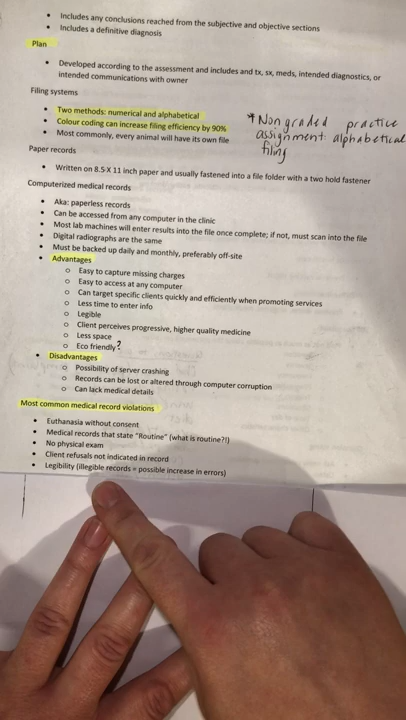 • Includes any conclusions reached from the subjective and objective sections
• Includes a definitive diagnosis
Plan
• Developed according to the assessment and includes and tx, sx, meds, intended diagnostics, or
intended communications with owner
Filing systems
• Two methods: numerical and alphabetical
• Colour coding can increase filing efficiency by 90%
• Most commonly, every animal will have its own file
* Non graded practice
assignment: alphabetical
filing
Paper records
• Written on 8.5 X 11 inch paper and usually fastened into a file folder with a two hold fastener
Computerized medical records
• Aka: paperless records
• Can be accessed from any computer in the clinic
• Most lab machines will enter results into the file once complete; if not, must scan into the file
• Digital radiographs are the same
• Must be backed up daily and monthly, preferably off-site
• Advantages
o Easy to capture missing charges
o Easy to access at any computer
o Can target specific clients quickly and efficiently when promoting services
o Less time to enter info
o Legible
o Client perceives progressive, higher quality medicine
o Less space
o Eco friendly?
• Disadvantages
o Possibility of server crashing
o Records can be lost or altered through computer corruption
o Can lack medical details
Most common medical record violations
• Euthanasia without consent
• Medical records that state "Routine" (what is routine?!)
• No physical exam
• Client refusals not indicated in record
• Legibility (illegible records = possible increase in errors)